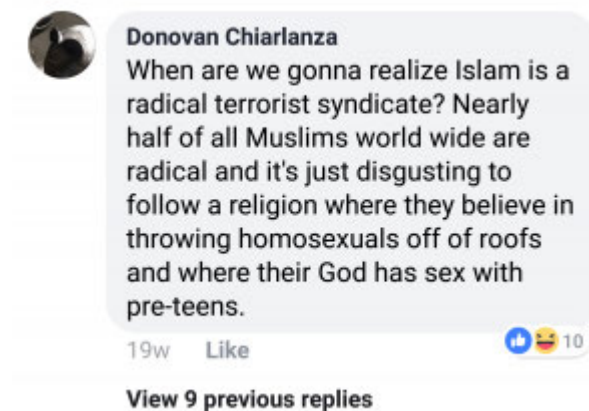 Donovan Chiarlanza
When are we gonna realize Islam is a
radical terrorist syndicate? Nearly
half of all Muslims world wide are
radical and it's just disgusting to
follow a religion where they believe in
throwing homosexuals off of roofs
and where their God has sex with
pre-teens.
19w Like 10
View 9 previous replies